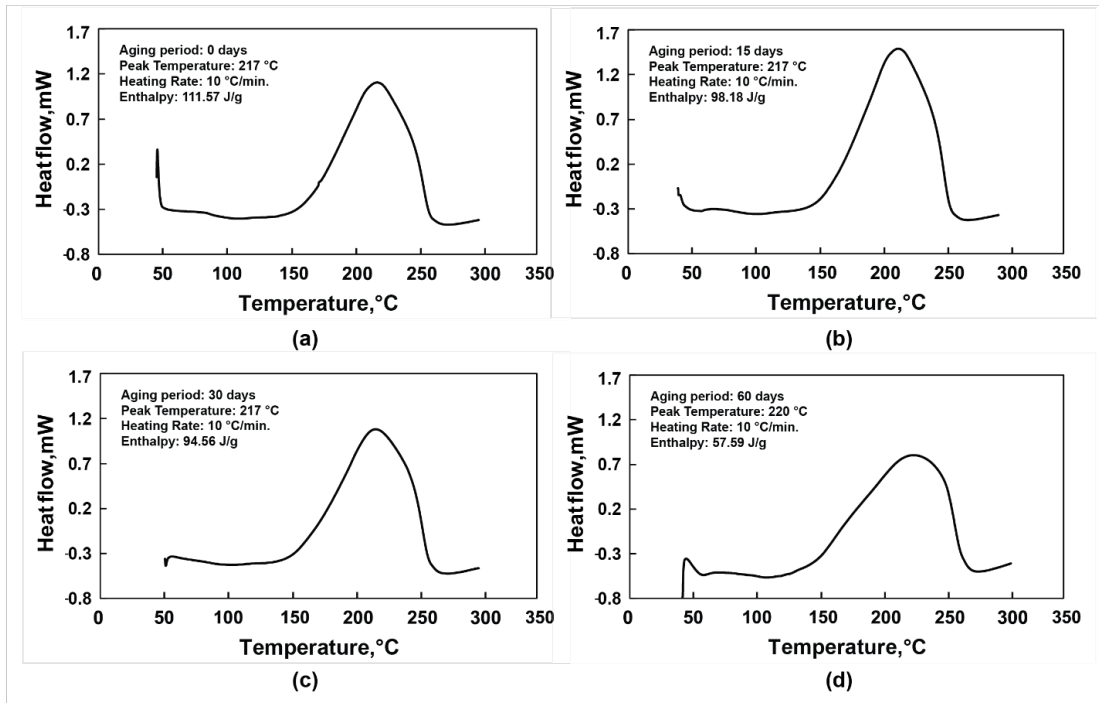 1.7
1.2
0.7
0.2
-0.3
-0.8
Heat flow,mW
Aging period: 0 days
Peak Temperature: 217 °C
Heating Rate: 10 °C/min.
Enthalpy: 111.57 J/g
0 50 100 150 200 250 300 350
Temperature,°C
(a)
1.7
1.2
0.7
0.2
-0.3
-0.8
Heat flow,mW
Aging period: 15 days
Peak Temperature: 217 °C
Heating Rate: 10 °C/min.
Enthalpy: 98.18 J/g
0 50 100 150 200 250 300 350
Temperature,°C
(b)
1.7
1.2
0.7
0.2
-0.3
-0.8
Heat flow,mW
Aging period: 30 days
Peak Temperature: 217 °C
Heating Rate: 10 °C/min.
Enthalpy: 94.56 J/g
0 50 100 150 200 250 300 350
Temperature,°C
(c)
1.7
1.2
0.7
0.2
-0.3
-0.8
Heat flow,mW
Aging period: 60 days
Peak Temperature: 220 °C
Heating Rate: 10 °C/min.
Enthalpy: 57.59 J/g
0 50 100 150 200 250 300 350
Temperature,°C
(d)